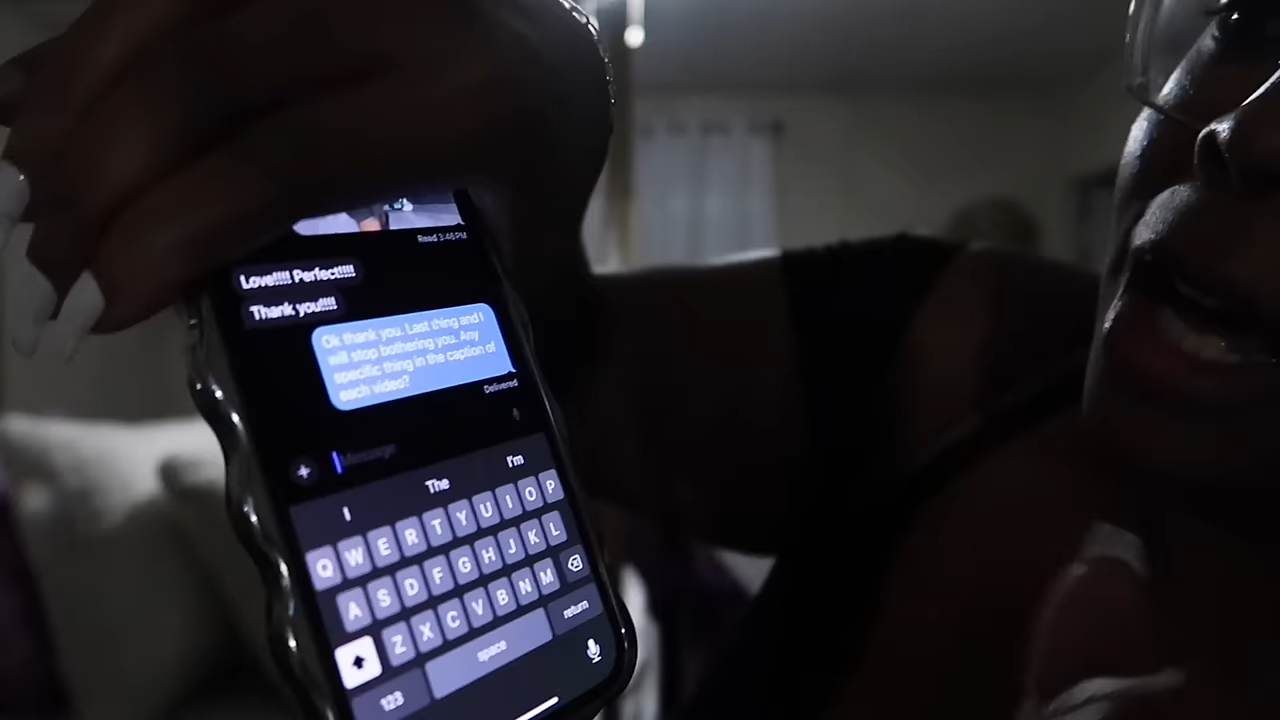 Read 3:46 PM
Love!!!! Perfect!!!!
Thank you!!!!
Ok thank you. Last thing and I
will stop bothering you. Any
specific thing in the caption of
each video?
Delivered
Message
I The I'm
Q W E R T Y U I O P
A S D F G H J K L
Z X C V B N M
123 space return